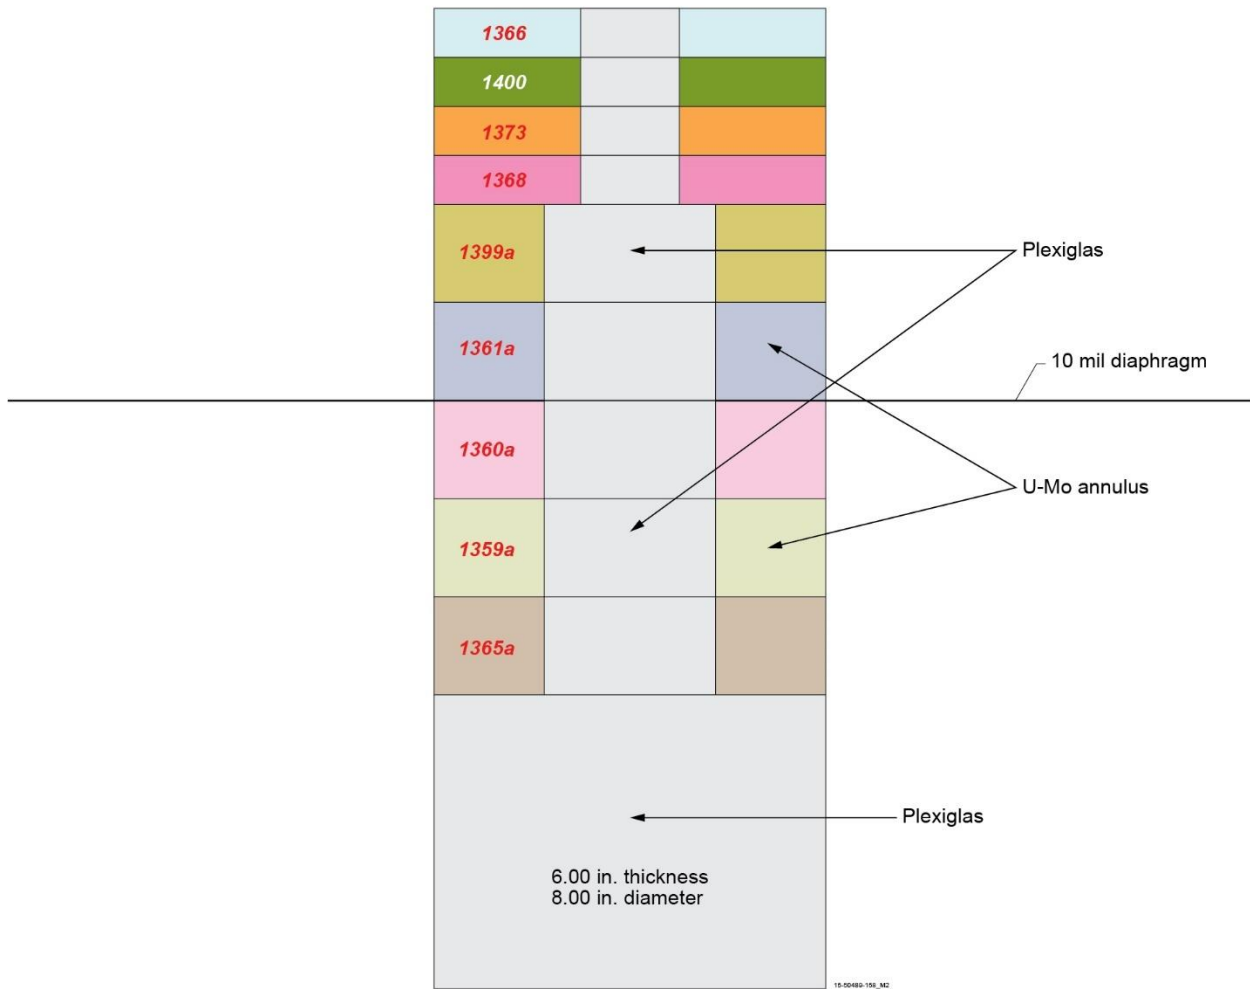 1366
1400
1373
1368
1399a
Plexiglas
1361a
10 mil diaphragm
1360a
U-Mo annulus
1359a
1365a
Plexiglas
6.00 in. thickness
8.00 in. diameter
15-50489-158_M2